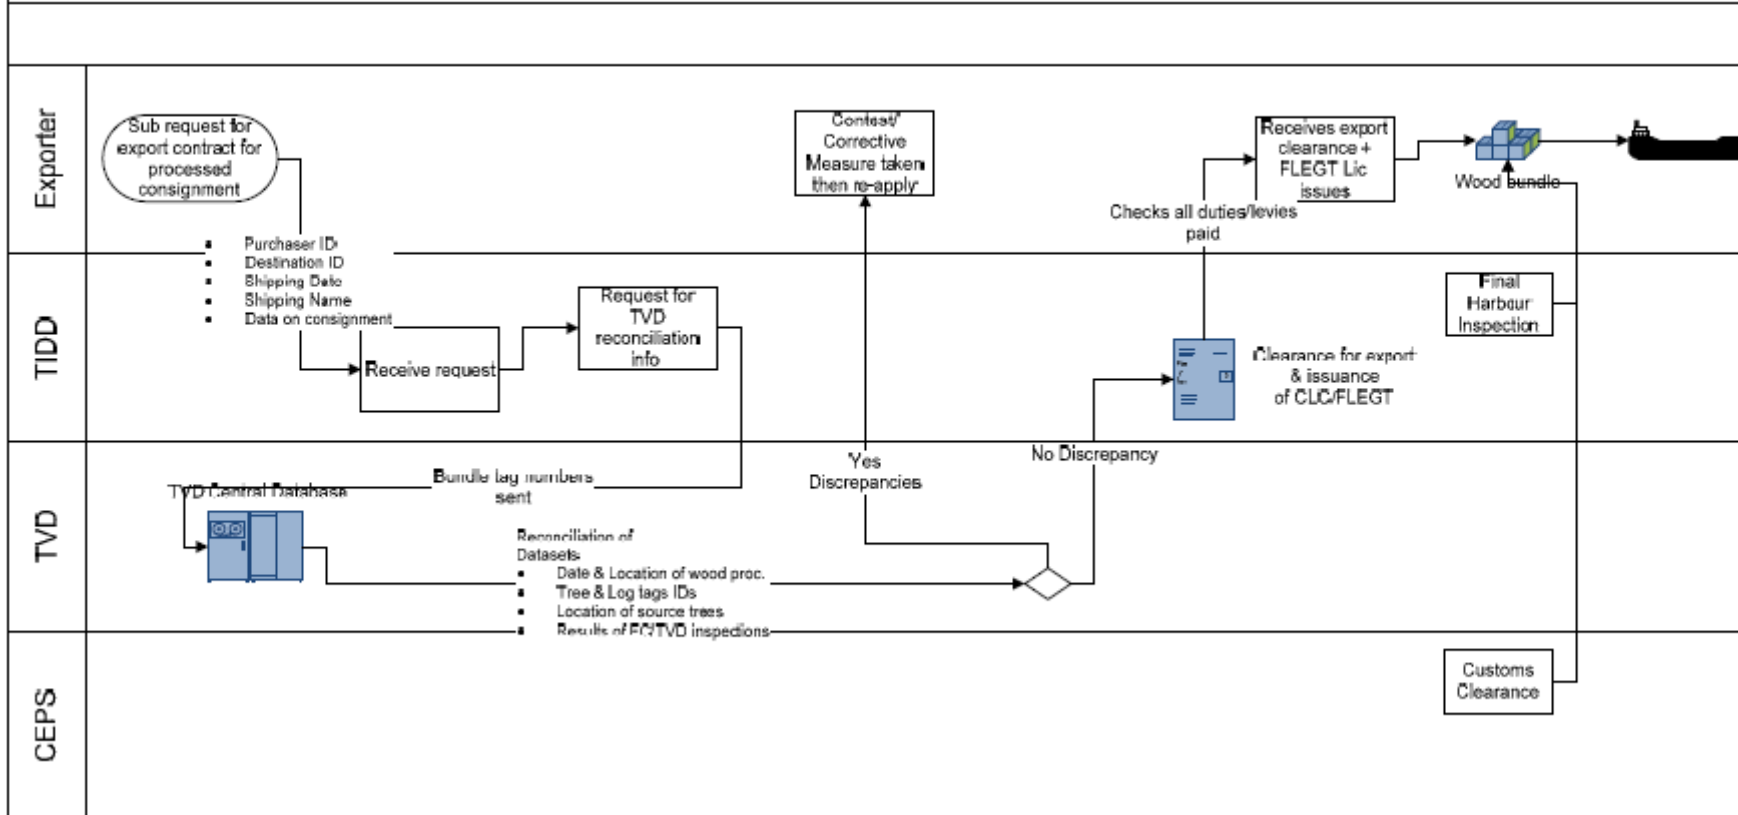 Exporter
Sub request for
export contract for
processed
consignment
Contest/
Corrective
Measure taken
then re-apply
Receives export
clearance +
FLEGT Lic
issues
Wood bundle
Checks all duties/levies
paid
• Purchaser ID
• Destination ID
• Shipping Date
• Shipping Name
• Data on consignment
TIDD
Receive request
Request for
TVD
reconciliation
info
Clearance for export
& issuance
of CLC/FLEGT
Final
Harbour
Inspection
TVD
TVD Central Database
Bundle tag numbers
sent
Reconciliation of
Datasets
• Date & Location of wood proc.
• Tree & Log tags IDs
• Location of source trees
• Results of FC/TVD inspections
Yes
Discrepancies
No Discrepancy
CEPS
Customs
Clearance